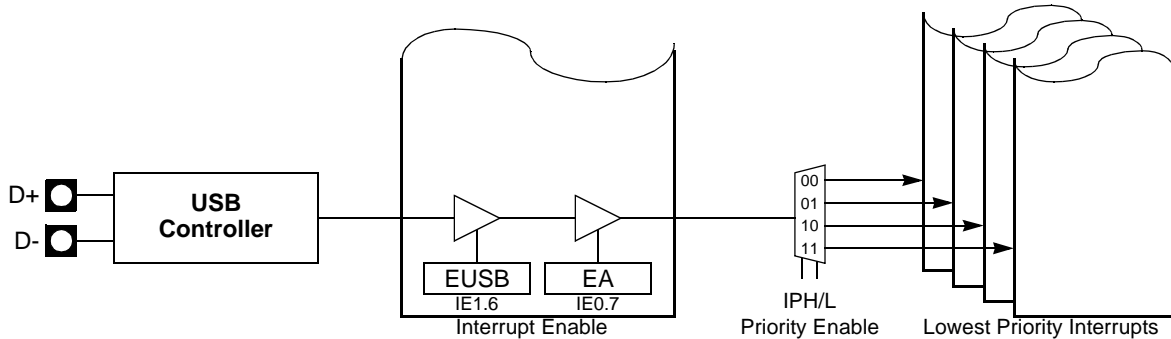 D+
D-
USB
Controller
EUSB
IE1.6
EA
IE0.7
Interrupt Enable
00
01
10
11
IPH/L
Priority Enable
Lowest Priority Interrupts